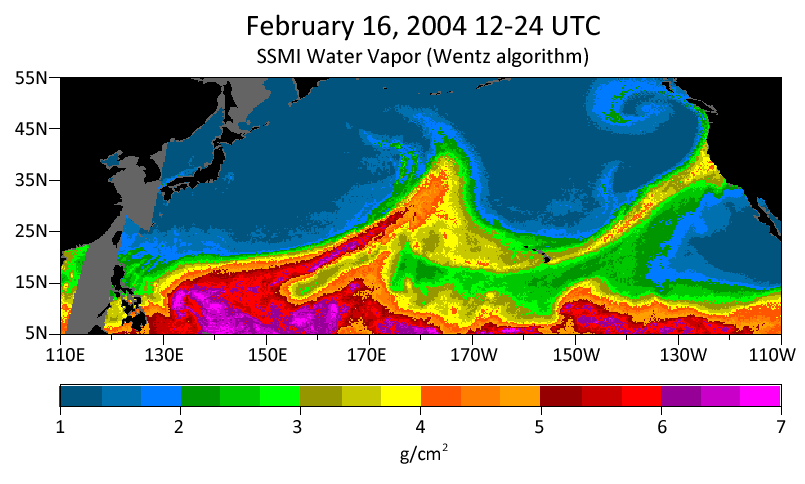 February 16, 2004 12-24 UTC
SSMI Water Vapor (Wentz algorithm)
55N
45N
35N
25N
15N
5N
110E 130E 150E 170E 170W 150W 130W 110W
1 2 3 4 5 6 7
g/cm²